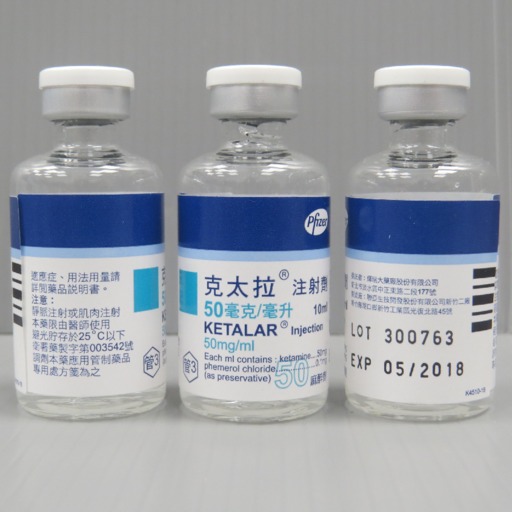 適應症、用法用量請
詳閱藥品說明書。
注意:
靜脈注射或肌肉注射
本藥限由醫師使用
避光貯存於25°C以下
衛署藥製字第003542號
調劑本藥應用管制藥品
專用處方箋為之
管3
Pfizer
克太拉® 注射劑
50毫克/毫升 10ml
KETALAR® Injection
50mg/ml
Each ml contains : ketamine... 50mg
phemerol chloride... 0.1mg
(as preservative)
50
管3
LOT 300763
EXP 05/2018